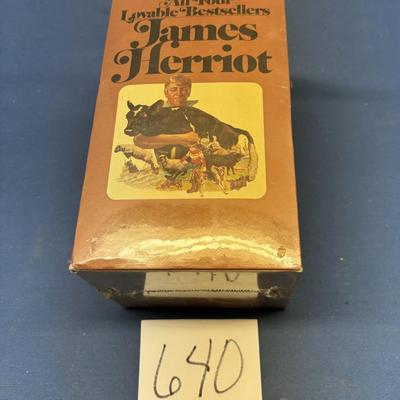 All Four
Lovable Bestsellers
James
Herriot
640